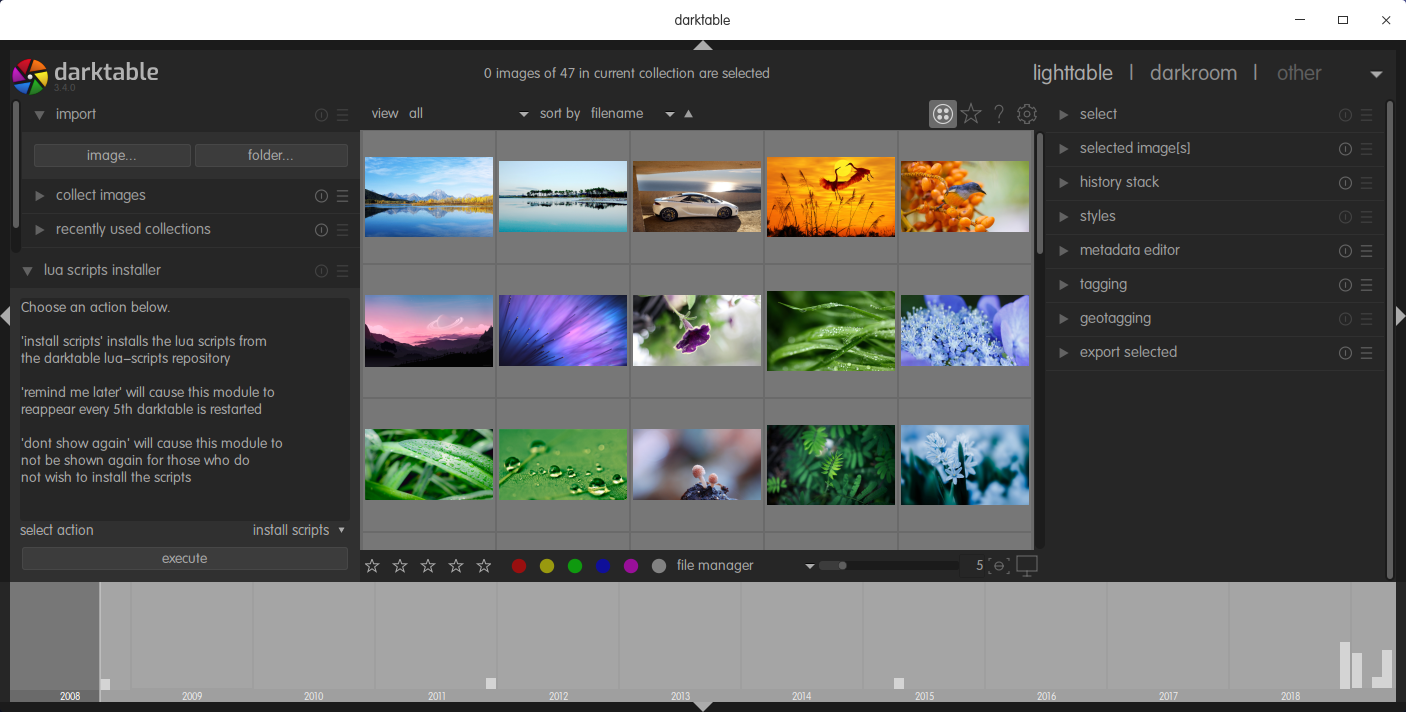 darktable
darktable
3.4.0
0 images of 47 in current collection are selected
lighttable | darkroom | other
import
image...
folder...
collect images
recently used collections
lua scripts installer
Choose an action below.
'install scripts' installs the lua scripts from
the darktable lua-scripts repository
'remind me later' will cause this module to
reappear every 5th darktable is restarted
'dont show again' will cause this module to
not be shown again for those who do
not wish to install the scripts
select action install scripts
execute
view all sort by filename
?
file manager
5
select
selected image[s]
history stack
styles
metadata editor
tagging
geotagging
export selected
2008 2009 2010 2011 2012 2013 2014 2015 2016 2017 2018